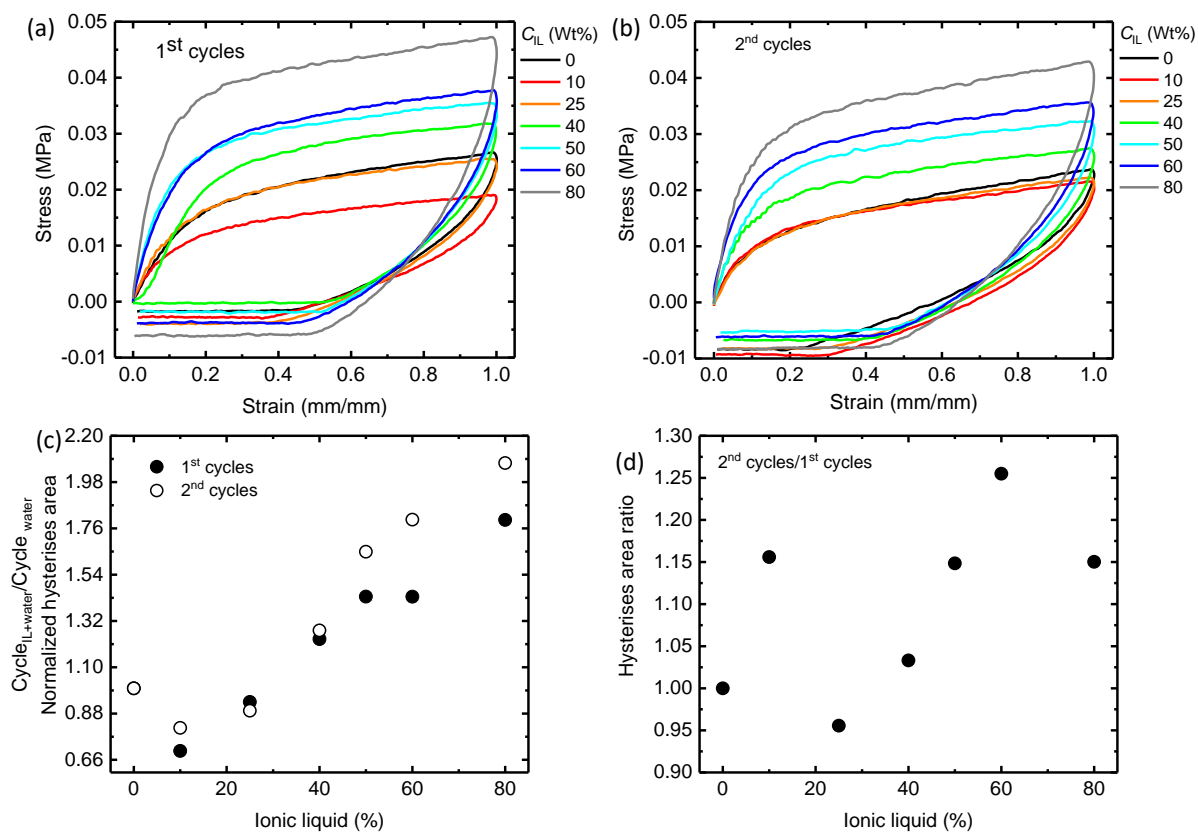 (a)
1st cycles
CIL (Wt%)
0
10
25
40
50
60
80
0.05
0.04
0.03
0.02
0.01
0.00
-0.01
Stress (MPa)
0.0 0.2 0.4 0.6 0.8 1.0
Strain (mm/mm)
(b)
2nd cycles
CIL (Wt%)
0
10
25
40
50
60
80
0.05
0.04
0.03
0.02
0.01
0.00
-0.01
Stress (MPa)
0.0 0.2 0.4 0.6 0.8 1.0
Strain (mm/mm)
(c)
1st cycles
2nd cycles
2.20
1.98
1.76
1.54
1.32
1.10
0.88
0.66
CycleIL+water/Cycle water
Normalized hysterises area
0 20 40 60 80
Ionic liquid (%)
(d)
2nd cycles/1st cycles
1.30
1.25
1.20
1.15
1.10
1.05
1.00
0.95
0.90
Hysterises area ratio
0 20 40 60 80
Ionic liquid (%)